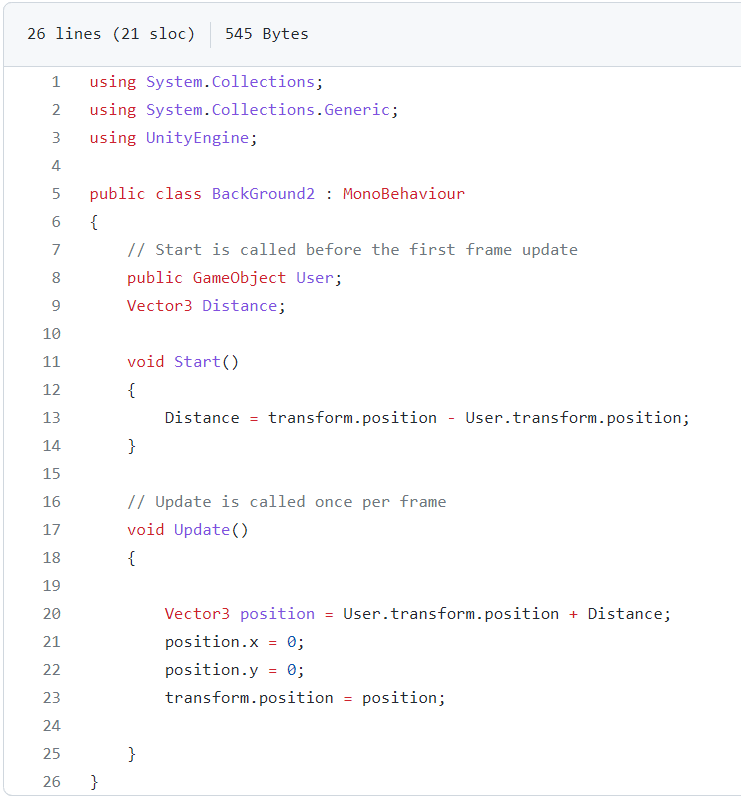 26 lines (21 sloc) 545 Bytes
1 using System.Collections;
2 using System.Collections.Generic;
3 using UnityEngine;
4
5 public class BackGround2 : MonoBehaviour
6 {
7     // Start is called before the first frame update
8     public GameObject User;
9     Vector3 Distance;
10
11     void Start()
12     {
13         Distance = transform.position - User.transform.position;
14     }
15
16     // Update is called once per frame
17     void Update()
18     {
19
20         Vector3 position = User.transform.position + Distance;
21         position.x = 0;
22         position.y = 0;
23         transform.position = position;
24
25     }
26 }